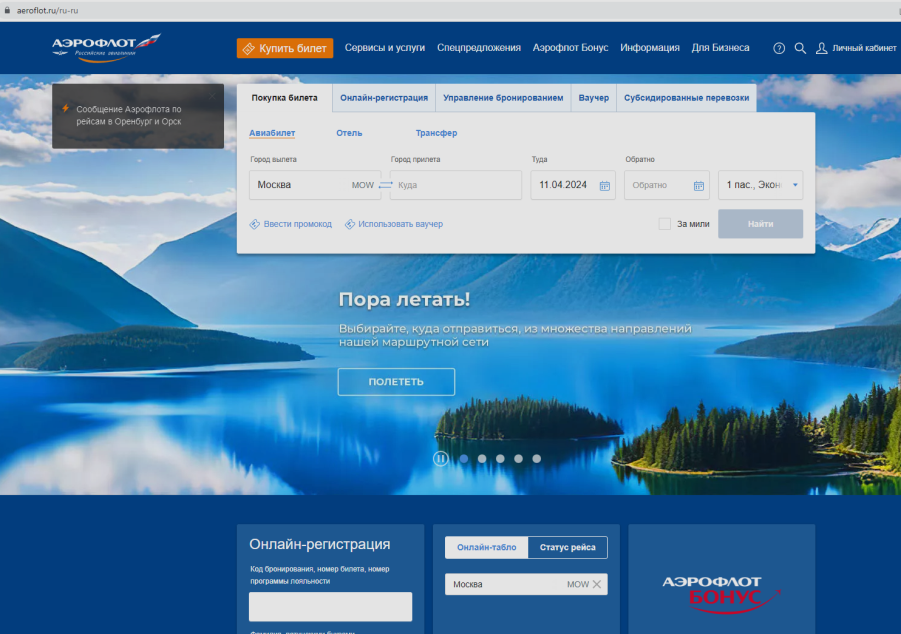 aeroflot.ru/ru-ru
АЭРОФЛОТ
Российские авиалинии
Купить билет
Сервисы и услуги
Спецпредложения
Аэрофлот Бонус
Информация
Для Бизнеса
Личный кабинет
Сообщение Аэрофлота по
рейсам в Оренбург и Орск
Покупка билета
Онлайн-регистрация
Управление бронированием
Ваучер
Субсидированные перевозки
Авиабилет
Отель
Трансфер
Город вылета
Город прилета
Туда
Обратно
Москва
MOW
Куда
11.04.2024
Обратно
1 пас., Экон
Ввести промокод
Использовать ваучер
За мили
Найти
Пора летать!
Выбирайте, куда отправиться, из множества направлений
нашей маршрутной сети
ПОЛЕТЕТЬ
Онлайн-регистрация
Код бронирования, номер билета, номер
программы лояльности
Онлайн-табло
Статус рейса
Москва
MOW
АЭРОФЛОТ
БОНУС